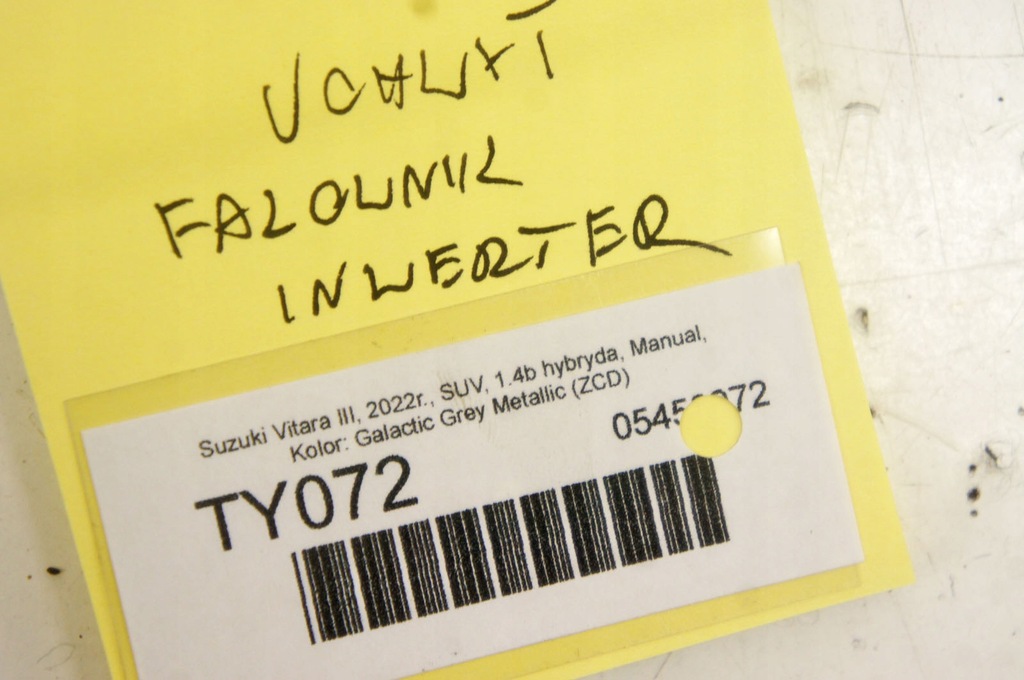 UCHWYT
FALOWNIK
INWERTER
Suzuki Vitara III, 2022r., SUV, 1.4b hybryda, Manual,
Kolor: Galactic Grey Metallic (ZCD)
TY072